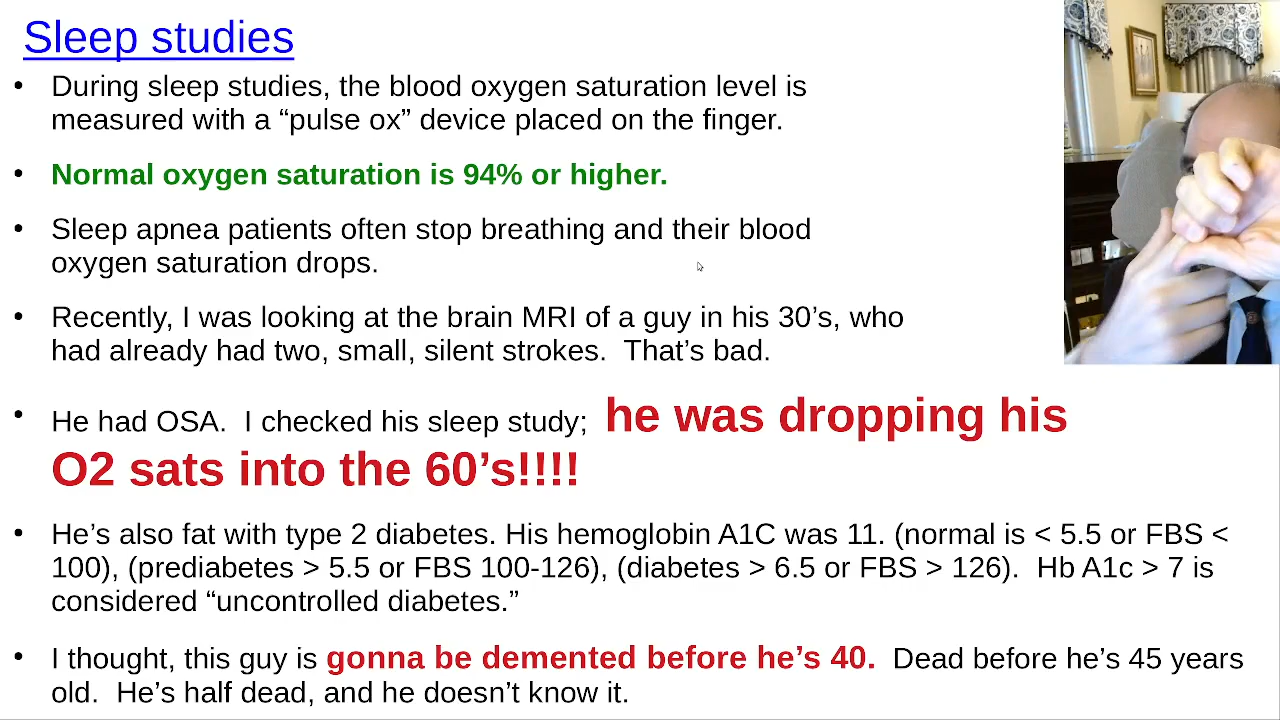 Sleep studies
• During sleep studies, the blood oxygen saturation level is
measured with a “pulse ox” device placed on the finger.
• Normal oxygen saturation is 94% or higher.
• Sleep apnea patients often stop breathing and their blood
oxygen saturation drops.
• Recently, I was looking at the brain MRI of a guy in his 30’s, who
had already had two, small, silent strokes.  That’s bad.
• He had OSA.  I checked his sleep study;  he was dropping his
O2 sats into the 60’s!!!!
• He’s also fat with type 2 diabetes. His hemoglobin A1C was 11. (normal is < 5.5 or FBS <
100), (prediabetes > 5.5 or FBS 100-126), (diabetes > 6.5 or FBS > 126).  Hb A1c > 7 is
considered “uncontrolled diabetes.”
• I thought, this guy is gonna be demented before he’s 40.  Dead before he’s 45 years
old.  He’s half dead, and he doesn’t know it.